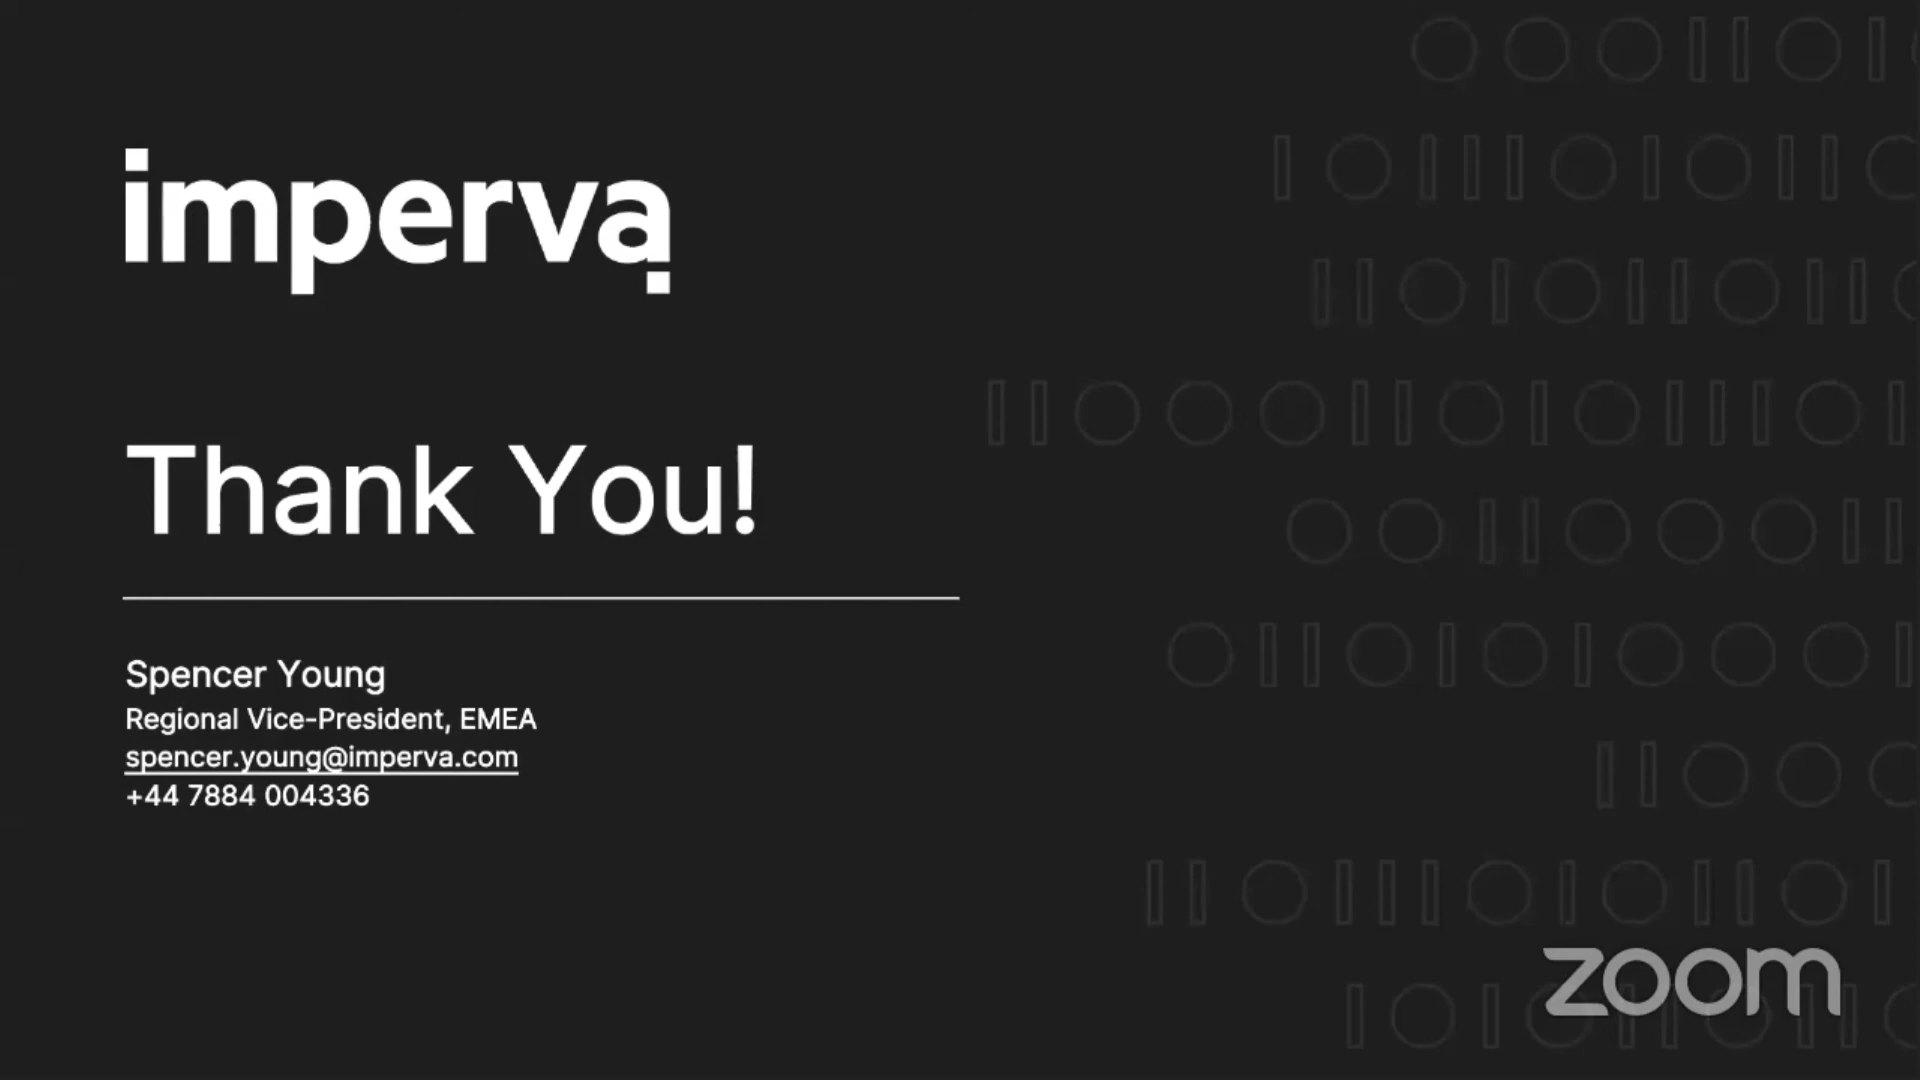 imperva
Thank You!
Spencer Young
Regional Vice-President, EMEA
spencer.young@imperva.com
+44 7884 004336
zoom